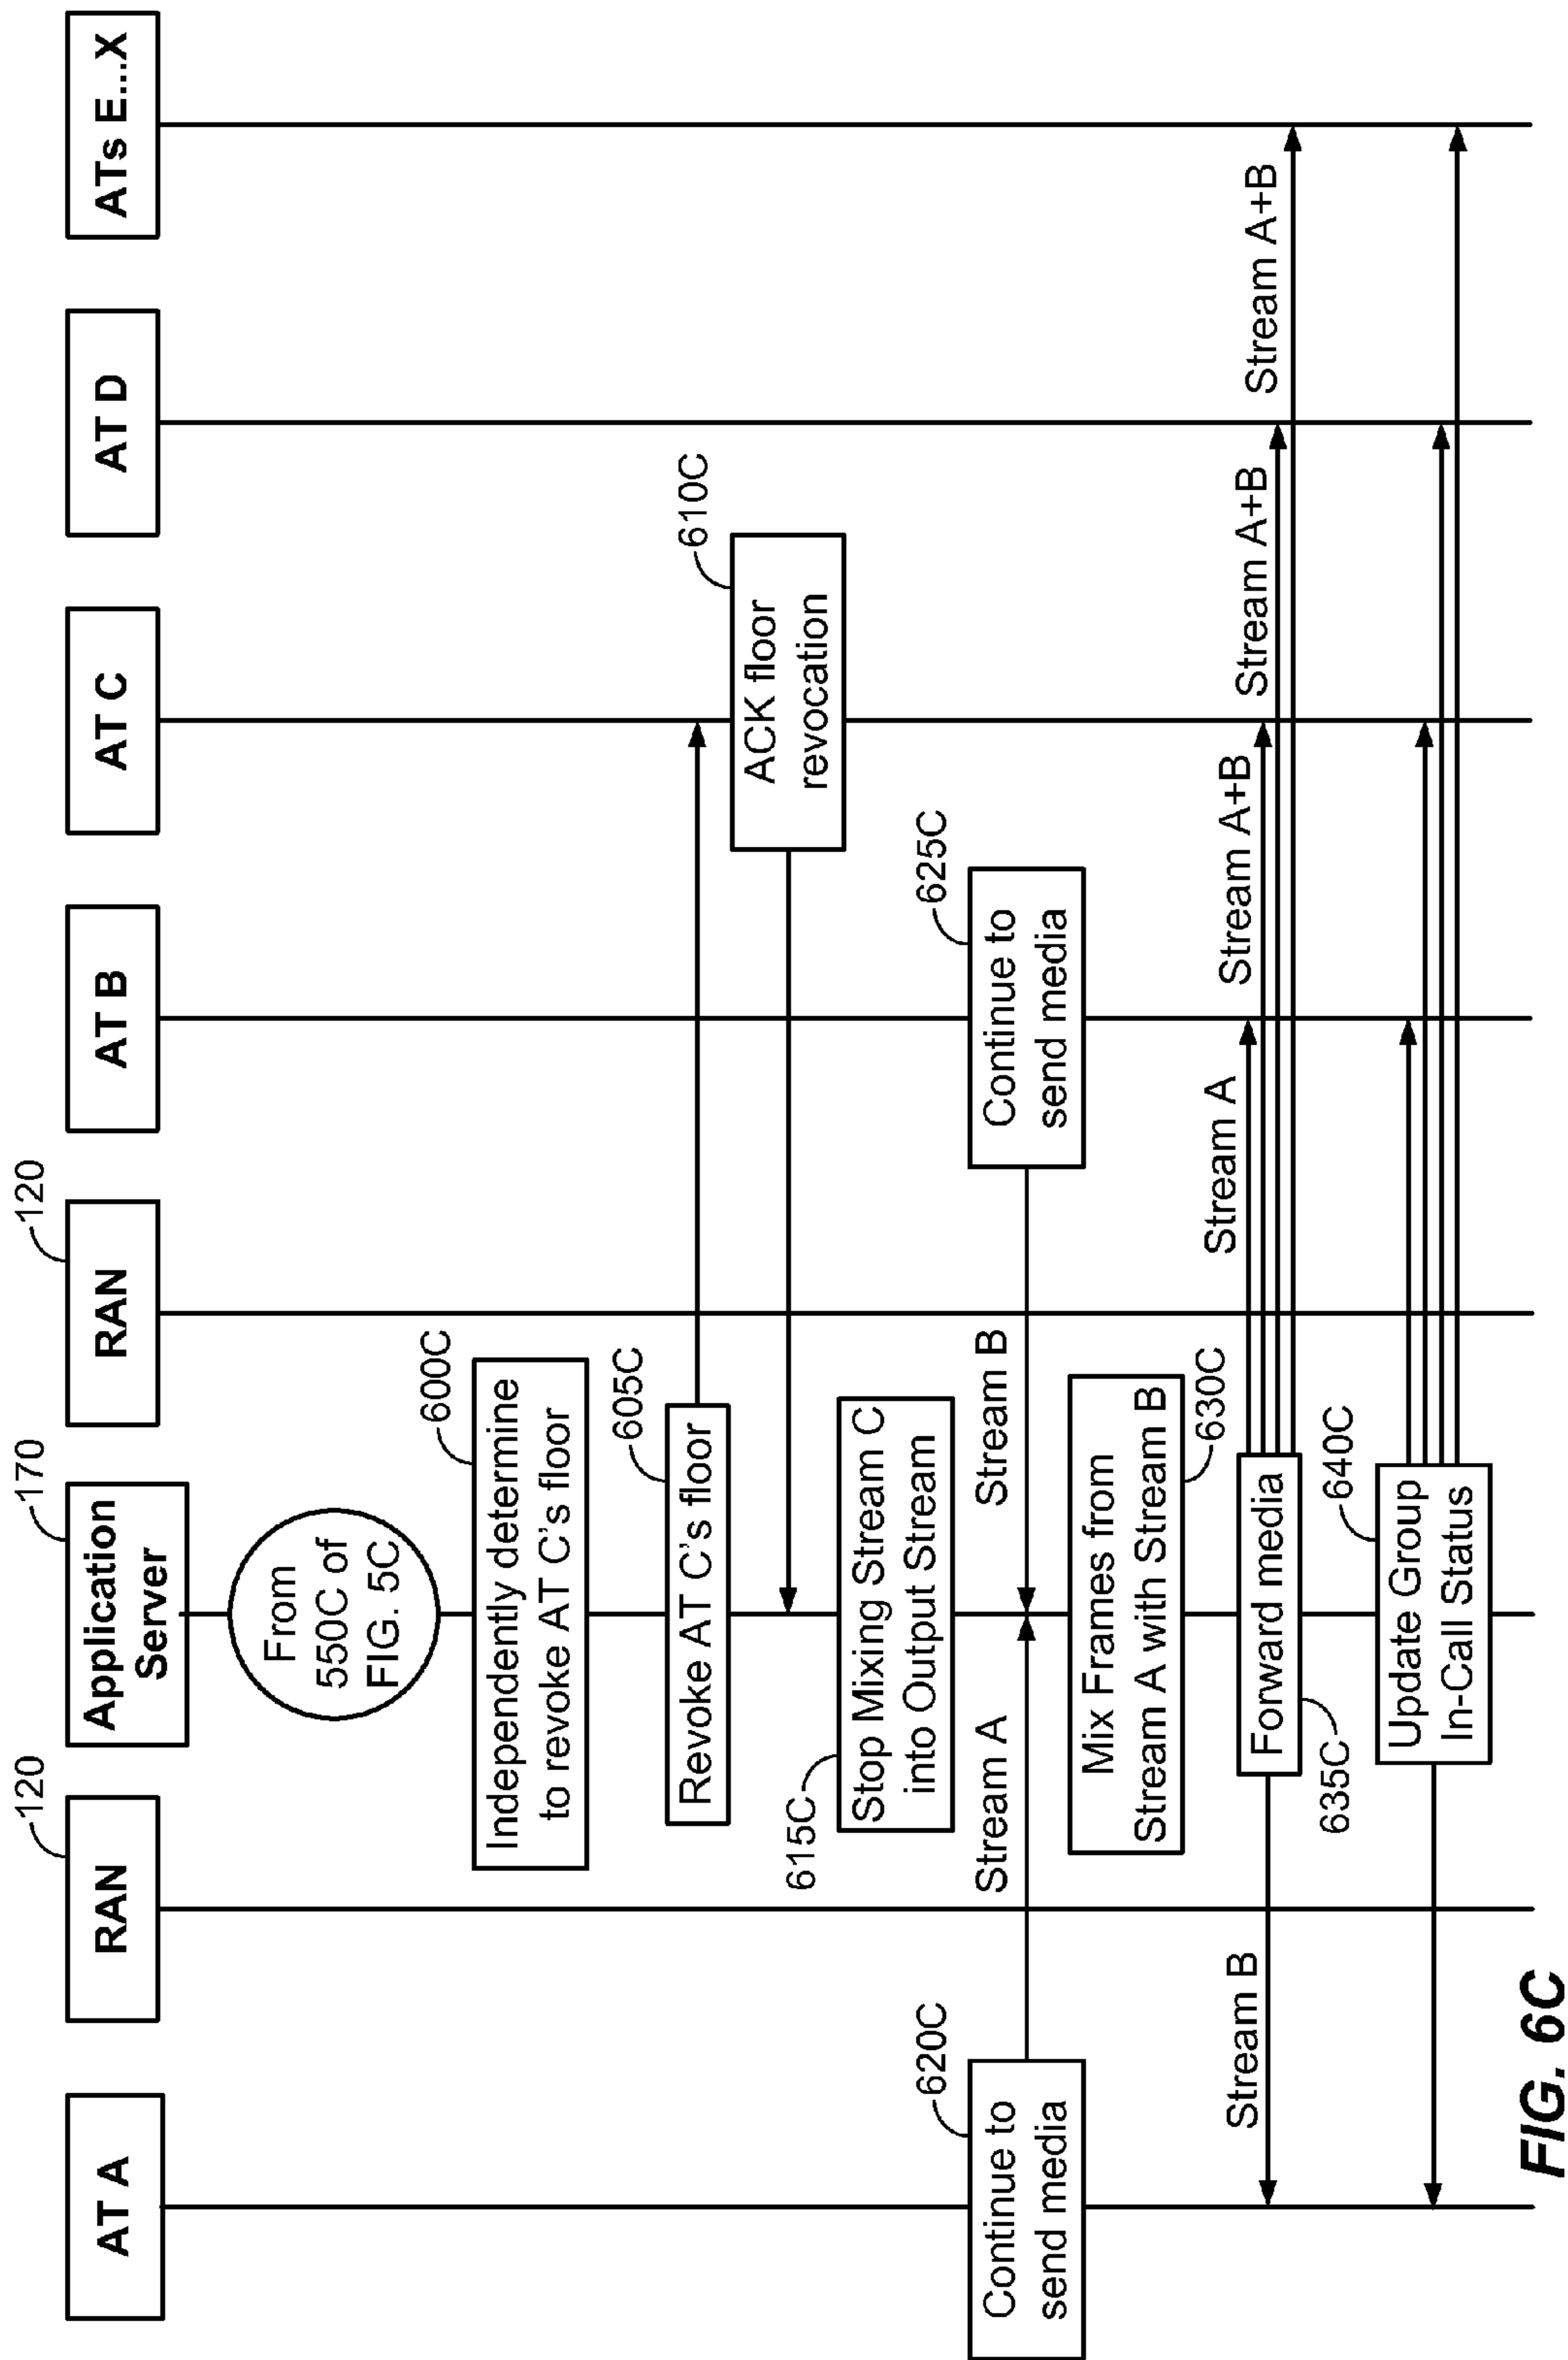 AT A
RAN
120
Application
Server
170
RAN
120
AT B
AT C
AT D
ATs E...X
From
550C of
FIG. 5C
Independently determine
to revoke AT C's floor
600C
Revoke AT C's floor
605C
ACK floor
revocation
610C
Stop Mixing Stream C
into Output Stream
615C
Continue to
send media
620C
Stream A
Stream B
Continue to
send media
625C
Mix Frames from
Stream A with Stream B
630C
Forward media
635C
Stream B
Stream A
Stream A+B
Stream A+B
Stream A+B
Update Group
In-Call Status
640C
FIG. 6C